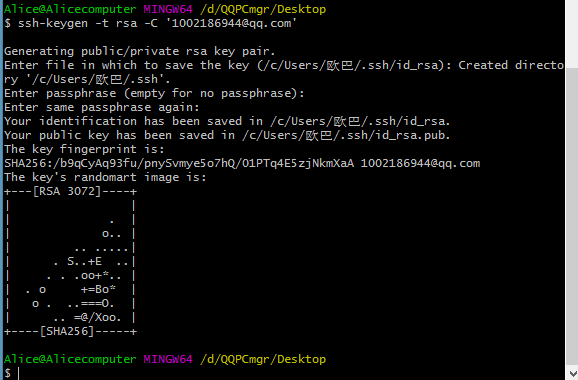 Alice@Alicecomputer MINGW64 /d/QQPCmgr/Desktop
$ ssh-keygen -t rsa -C '1002186944@qq.com'
Generating public/private rsa key pair.
Enter file in which to save the key (/c/Users/欧巴/.ssh/id_rsa): Created directo
ry '/c/Users/欧巴/.ssh'.
Enter passphrase (empty for no passphrase):
Enter same passphrase again:
Your identification has been saved in /c/Users/欧巴/.ssh/id_rsa.
Your public key has been saved in /c/Users/欧巴/.ssh/id_rsa.pub.
The key fingerprint is:
SHA256:/b9qCyAq93fu/pnySvmye5o7hQ/O1PTq4E5zjNkmXaA 1002186944@qq.com
The key's randomart image is:
+---[RSA 3072]----+
|                 |
|              .  |
|             o.. |
|         .. .....|
|      . S..+E  ..|
|     . . .oo+*.. |
|  . o     +=Bo*  |
|   o .  ..===O.  |
|      .. =@/Xoo. |
+----[SHA256]-----+
Alice@Alicecomputer MINGW64 /d/QQPCmgr/Desktop
$